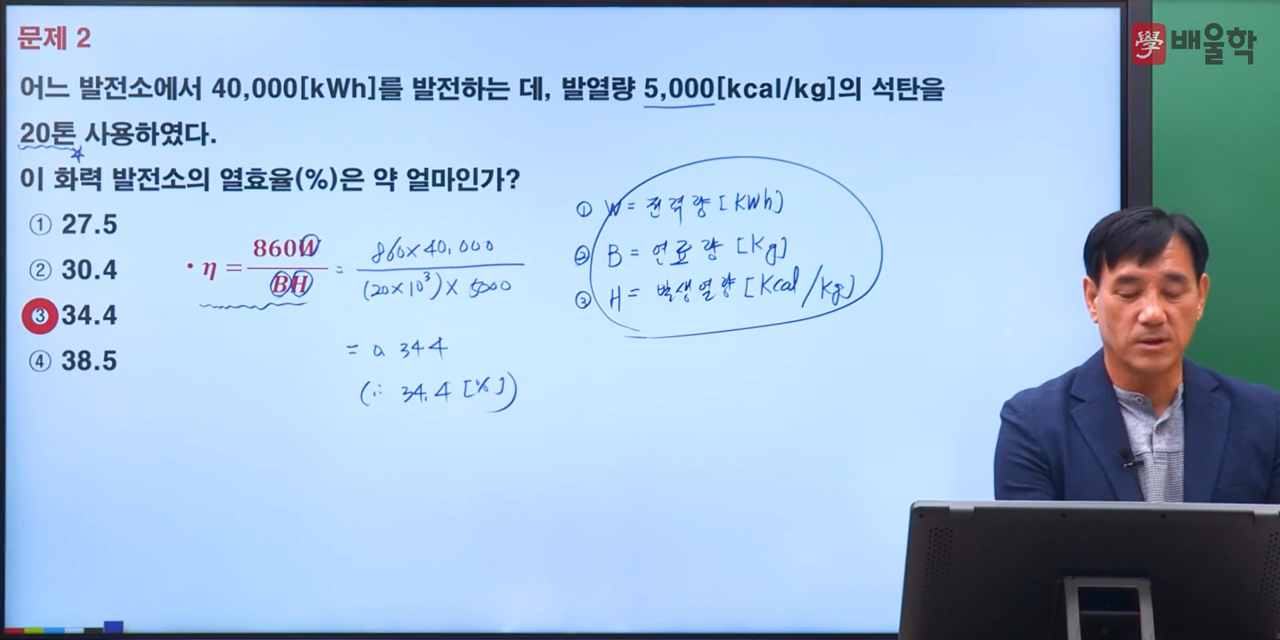 문제 2
學 배울학
어느 발전소에서 40,000[kWh]를 발전하는 데, 발열량 5,000[kcal/kg]의 석탄을
20톤 사용하였다.
이 화력 발전소의 열효율(%)은 약 얼마인가?
① 27.5
② 30.4
③ 34.4
④ 38.5
· η = 860W / BH = 860×40,000 / (20×10³)×5000
= 0.344
(∴ 34.4 [%])
① W = 전력량 [KWh]
② B = 연료량 [Kg]
③ H = 발생열량 [Kcal/Kg]